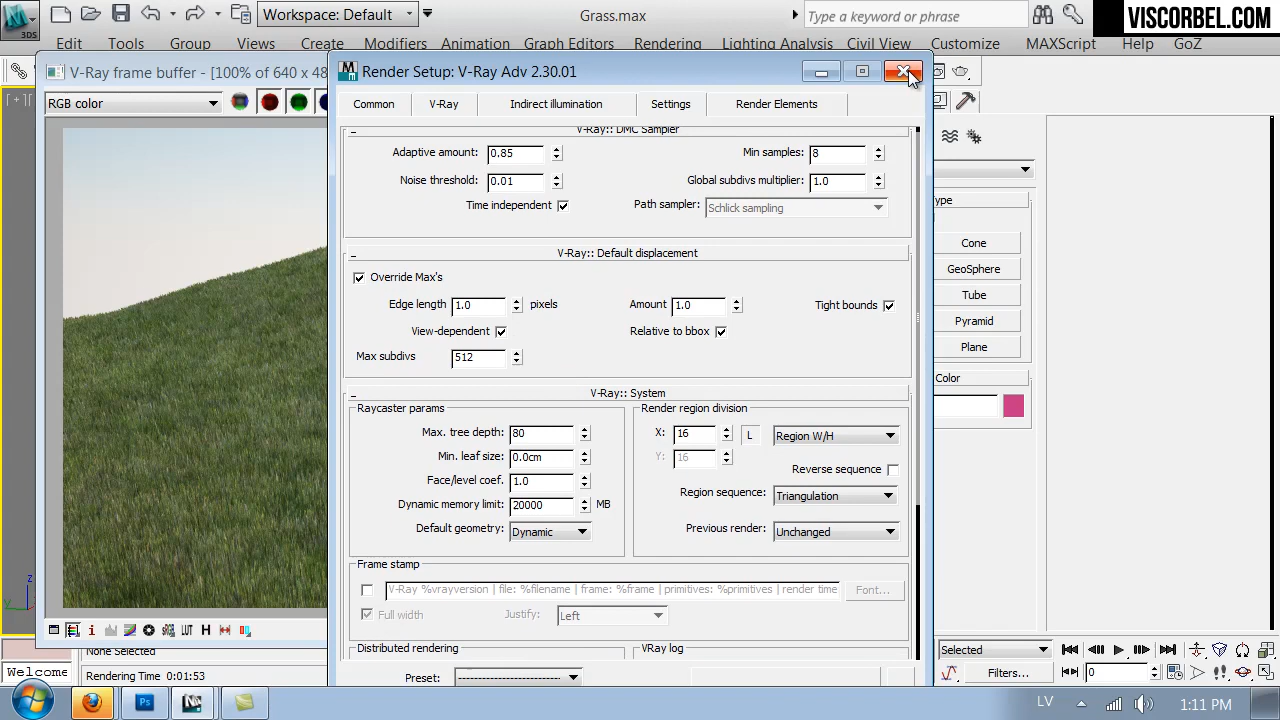 Workspace: Default
Grass.max
Type a keyword or phrase
VISCORBEL.COM
3DS
Edit Tools Group Views Create Modifiers Animation Graph Editors Rendering Lighting Analysis Civil View MAXScript Help GoZ
V-Ray frame buffer - [100% of 640 x 48
Render Setup: V-Ray Adv 2.30.01
RGB color
Common V-Ray Indirect illumination Settings Render Elements
[ + ]
V-Ray:: DMC Sampler
Adaptive amount: 0.85 Min samples: 8
Noise threshold: 0.01 Global subdivs multiplier: 1.0
Time independent Path sampler: Schlick sampling
Type
Cone
GeoSphere
Tube
Pyramid
Plane
Color
V-Ray:: Default displacement
Override Max's
Edge length 1.0 pixels Amount 1.0 Tight bounds
View-dependent Relative to bbox
Max subdivs 512
V-Ray:: System
Raycaster params Render region division
Max. tree depth: 80 X: 16 L Region W/H
Min. leaf size: 0.0cm Y: 16
Face/level coef. 1.0 Reverse sequence
Dynamic memory limit: 20000 MB Region sequence: Triangulation
Default geometry: Dynamic Previous render: Unchanged
Frame stamp
V-Ray %vrayversion | file: %filename | frame: %frame | primitives: %primitives | render time Font...
Full width Justify: Left
Distributed rendering VRay log
Preset: --------------------
z
y
LUT H
None Selected
Welcome
Rendering Time 0:01:53
Selected
Filters...
0
Ps
LV
1:11 PM